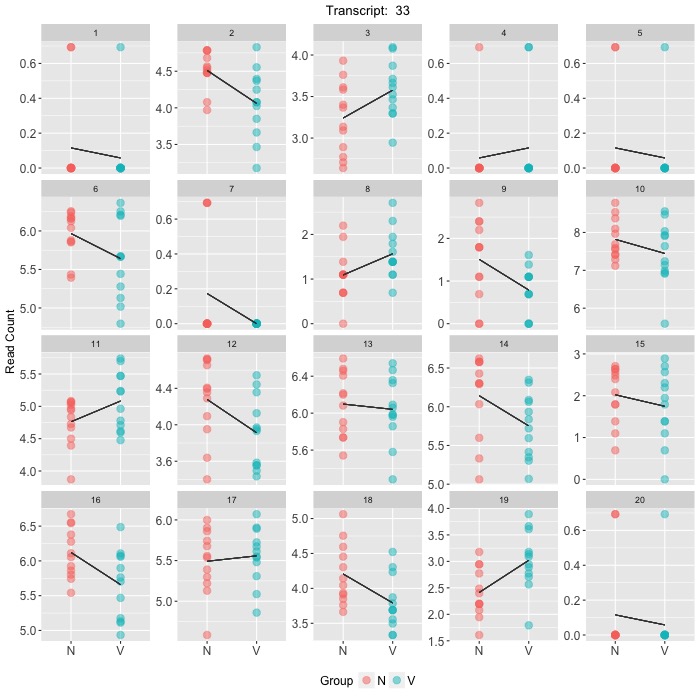 Transcript: 33
1 2 3 4 5
0.6 0.4 0.2 0.0
4.5 4.0 3.5
4.0 3.5 3.0
0.6 0.4 0.2 0.0
0.6 0.4 0.2 0.0
6 7 8 9 10
6.0 5.5 5.0
0.6 0.4 0.2 0.0
2 1 0
2 1 0
8 7 6
Read Count
11 12 13 14 15
5.5 5.0 4.5 4.0
4.4 4.0 3.6
6.4 6.0 5.6
6.5 6.0 5.5 5.0
3 2 1 0
16 17 18 19 20
6.5 6.0 5.5 5.0
6.0 5.5 5.0
5.0 4.5 4.0 3.5
4.0 3.5 3.0 2.5 2.0 1.5
0.6 0.4 0.2 0.0
N V N V N V N V N V
Group N V